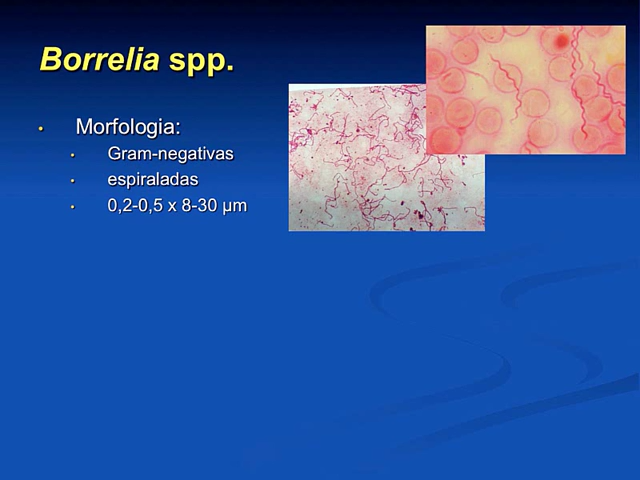 Borrelia spp.
• Morfologia:
• Gram-negativas
• espiraladas
• 0,2-0,5 x 8-30 µm